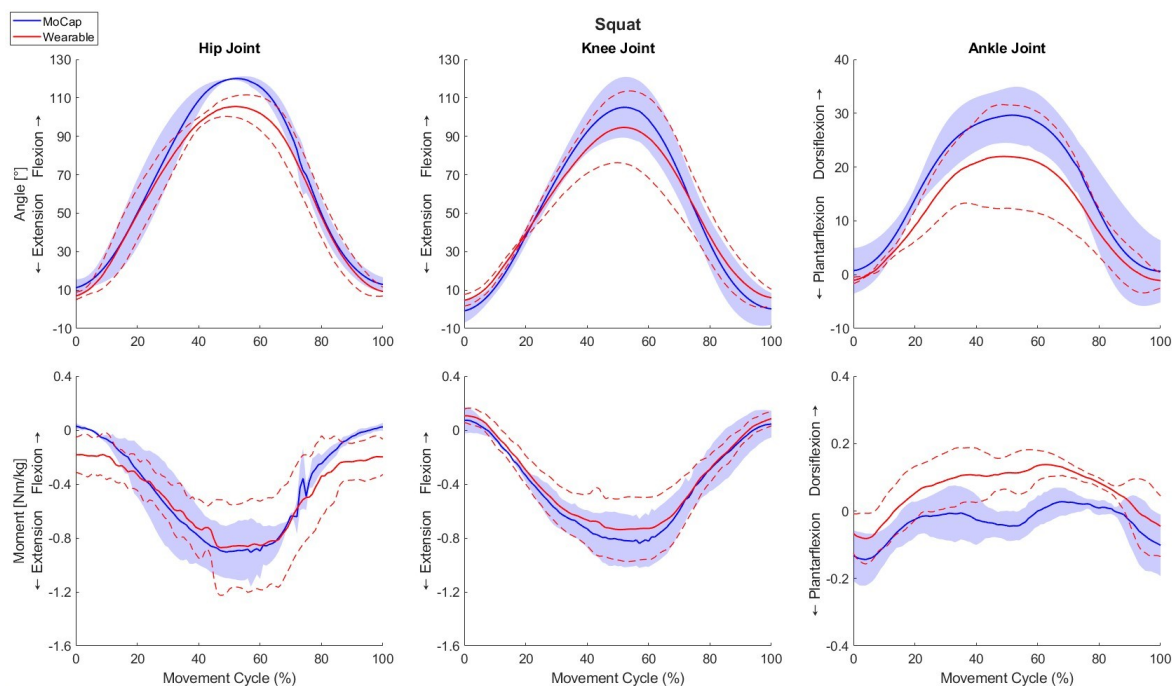 MoCap
Wearable
Squat
Hip Joint
Knee Joint
Ankle Joint
Angle [°]
← Extension Flexion →
130
110
90
70
50
30
10
-10
0 20 40 60 80 100
← Extension Flexion →
130
110
90
70
50
30
10
-10
0 20 40 60 80 100
← Plantarflexion Dorsiflexion →
40
30
20
10
0
-10
0 20 40 60 80 100
Moment [Nm/kg]
← Extension Flexion →
0.4
0
-0.4
-0.8
-1.2
-1.6
0 20 40 60 80 100
Movement Cycle (%)
← Extension Flexion →
0.4
0
-0.4
-0.8
-1.2
-1.6
0 20 40 60 80 100
Movement Cycle (%)
← Plantarflexion Dorsiflexion →
0.4
0.2
0
-0.2
-0.4
0 20 40 60 80 100
Movement Cycle (%)